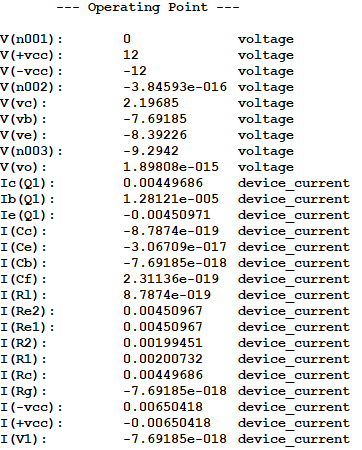 --- Operating Point ---
V(n001): 0 voltage
V(+vcc): 12 voltage
V(-vcc): -12 voltage
V(n002): -3.84593e-016 voltage
V(vc): 2.19685 voltage
V(vb): -7.69185 voltage
V(ve): -8.39226 voltage
V(n003): -9.2942 voltage
V(vo): 1.89808e-015 voltage
Ic(Q1): 0.00449686 device_current
Ib(Q1): 1.28121e-005 device_current
Ie(Q1): -0.00450971 device_current
I(Cc): -8.7874e-019 device_current
I(Ce): -3.06709e-017 device_current
I(Cb): -7.69185e-018 device_current
I(Cf): 2.31136e-019 device_current
I(Rl): 8.7874e-019 device_current
I(Re2): 0.00450967 device_current
I(Re1): 0.00450967 device_current
I(R2): 0.00199451 device_current
I(R1): 0.00200732 device_current
I(Rc): 0.00449686 device_current
I(Rg): -7.69185e-018 device_current
I(-vcc): 0.00650418 device_current
I(+vcc): -0.00650418 device_current
I(V1): -7.69185e-018 device_current